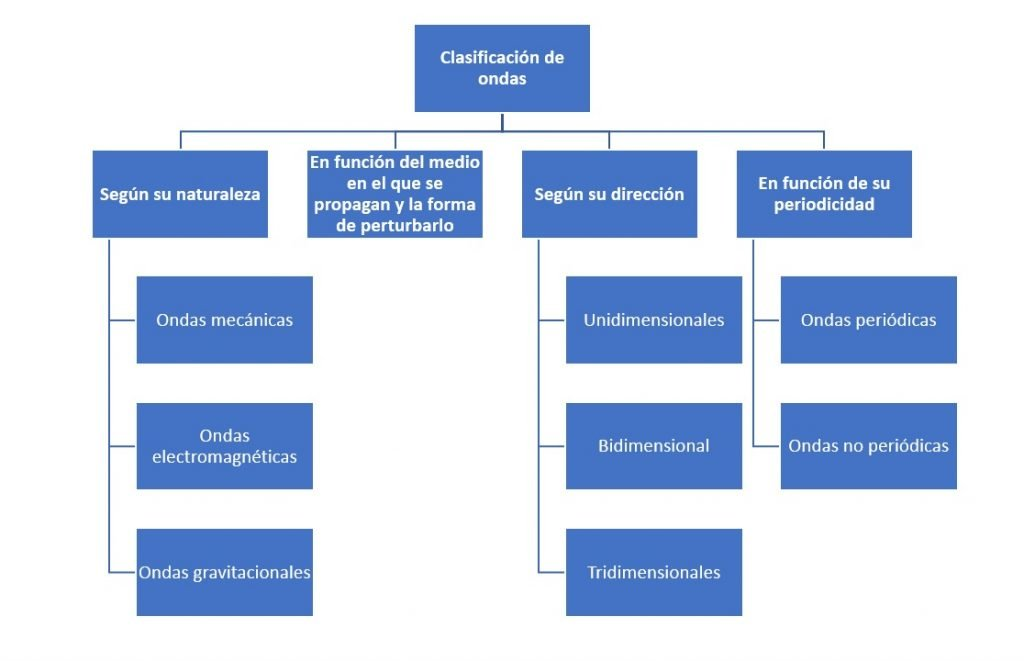 Clasificación de
ondas
Según su naturaleza
En función del medio
en el que se
propagan y la forma
de perturbarlo
Según su dirección
En función de su
periodicidad
Ondas mecánicas
Ondas
electromagnéticas
Ondas gravitacionales
Unidimensionales
Bidimensional
Tridimensionales
Ondas periódicas
Ondas no periódicas